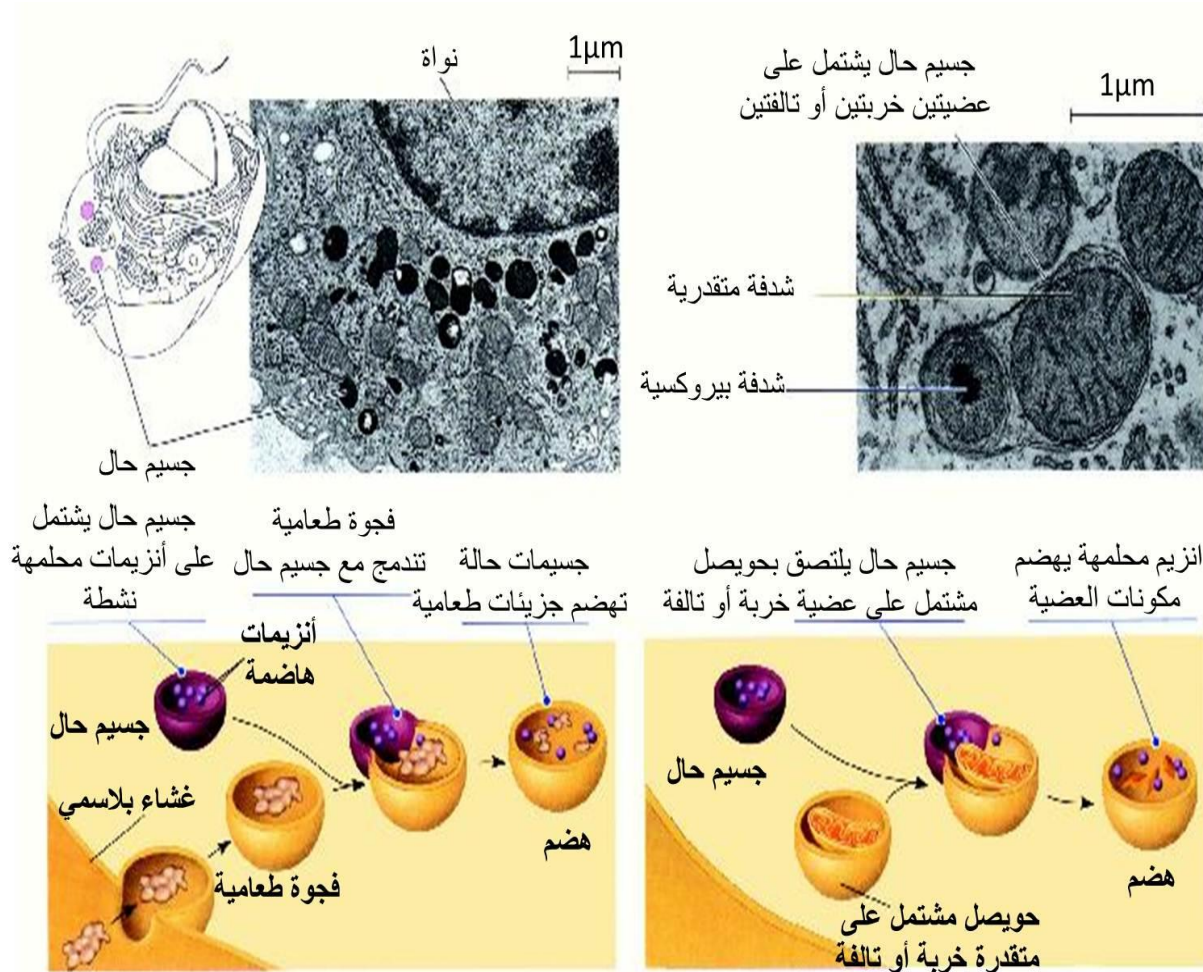 نواة
1µm
جسيم حال يشتمل على
عضيتين خربتين أو تالفتين
1µm
شدفة متقدرية
شدفة بيروكسية
جسيم حال
جسيم حال يشتمل
على أنزيمات محلمهة
نشطة
فجوة طعامية
تندمج مع جسيم حال
جسيمات حالة
تهضم جزيئات طعامية
جسيم حال يلتصق بحويصل
مشتمل على عضية خربة أو تالفة
انزيم محلمهة يهضم
مكونات العضية
أنزيمات
هاضمة
جسيم حال
غشاء بلاسمي
فجوة طعامية
هضم
جسيم حال
هضم
حويصل مشتمل على
متقدرة خربة أو تالفة